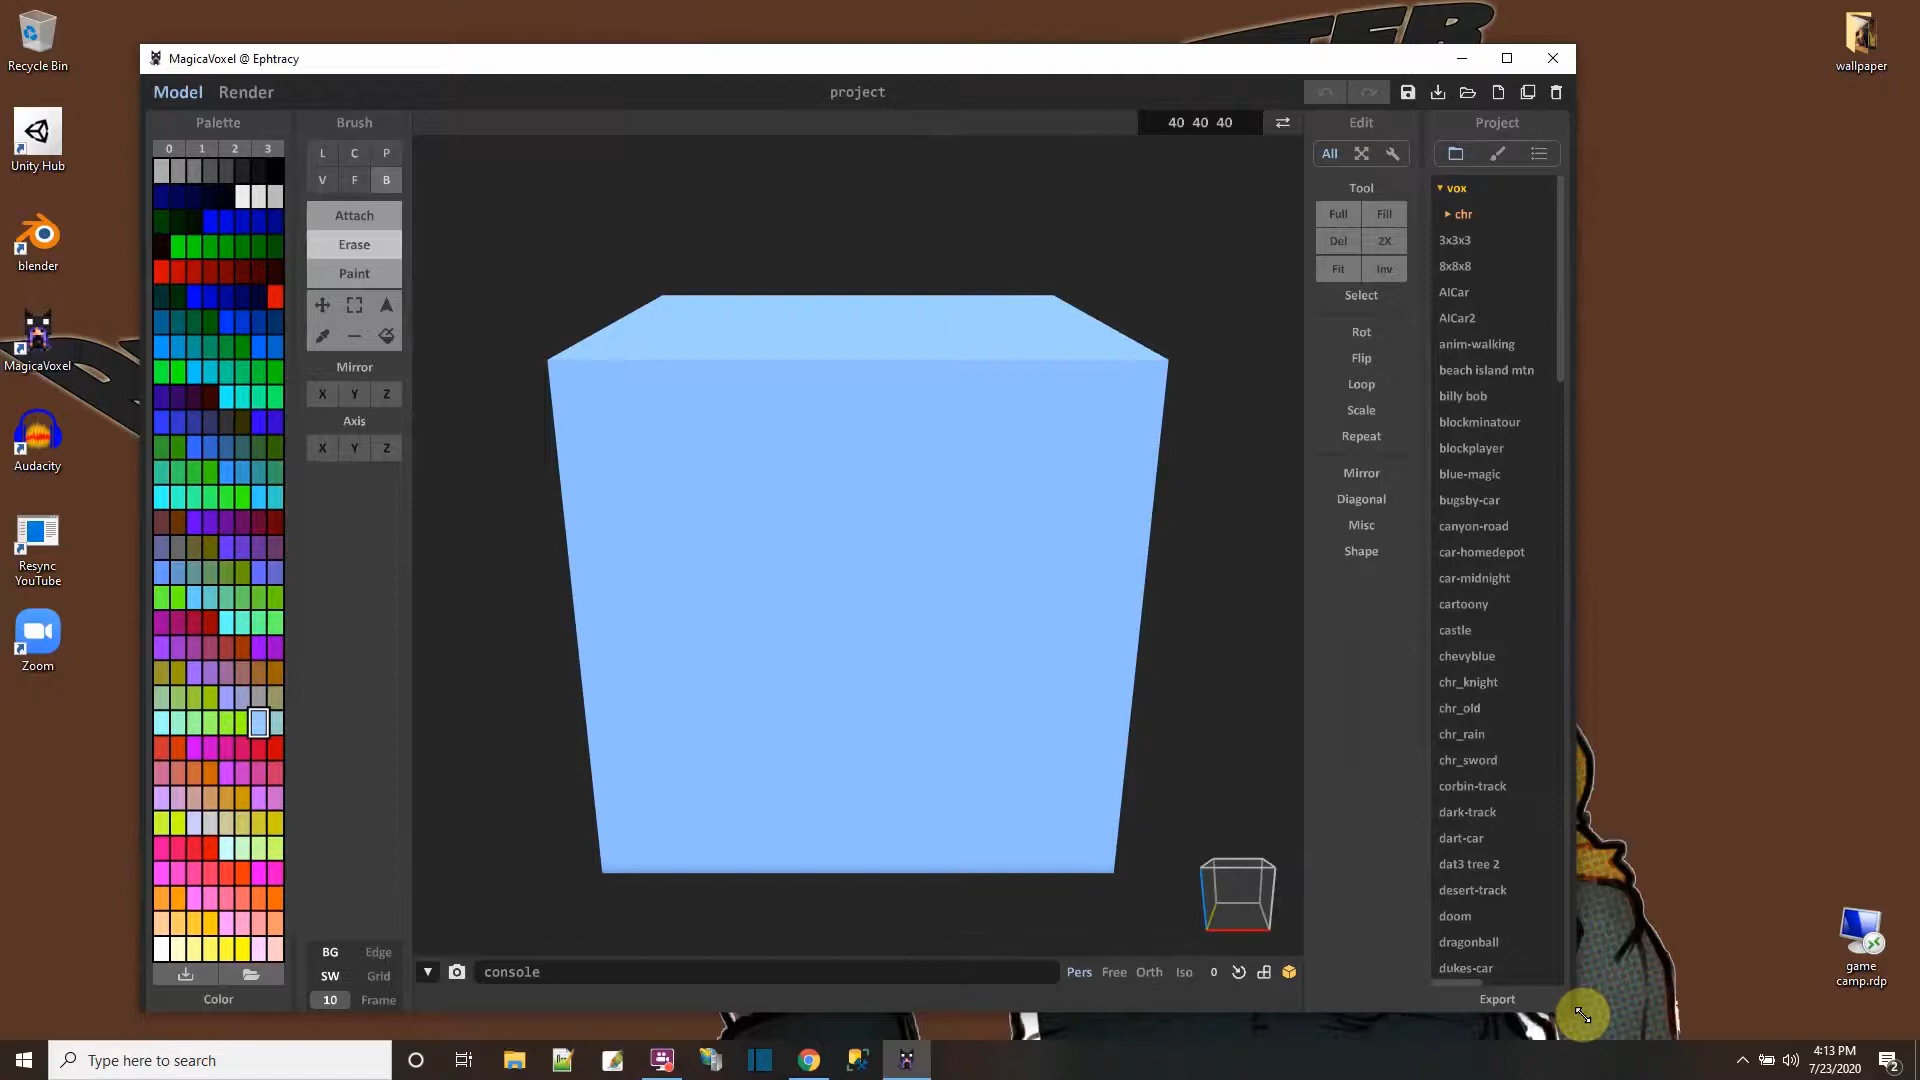 Recycle Bin
Unity Hub
blender
MagicaVoxel
Audacity
Resync
YouTube
Zoom
wallpaper
game
camp.rdp
MagicaVoxel @ Ephtracy
Model Render
project
Palette
0 1 2 3
Color
Brush
L C P
V F B
Attach
Erase
Paint
Mirror
X Y Z
Axis
X Y Z
BG Edge
SW Grid
10 Frame
40 40 40
console
Pers Free Orth Iso 0
Edit
All
Tool
Full Fill
Del 2X
Fit Inv
Select
Rot
Flip
Loop
Scale
Repeat
Mirror
Diagonal
Misc
Shape
Project
vox
chr
3x3x3
8x8x8
AICar
AICar2
anim-walking
beach island mtn
billy bob
blockminatour
blockplayer
blue-magic
bugsby-car
canyon-road
car-homedepot
car-midnight
cartoony
castle
chevyblue
chr_knight
chr_old
chr_rain
chr_sword
corbin-track
dark-track
dart-car
dat3 tree 2
desert-track
doom
dragonball
dukes-car
Export
Type here to search
4:13 PM
7/23/2020
2